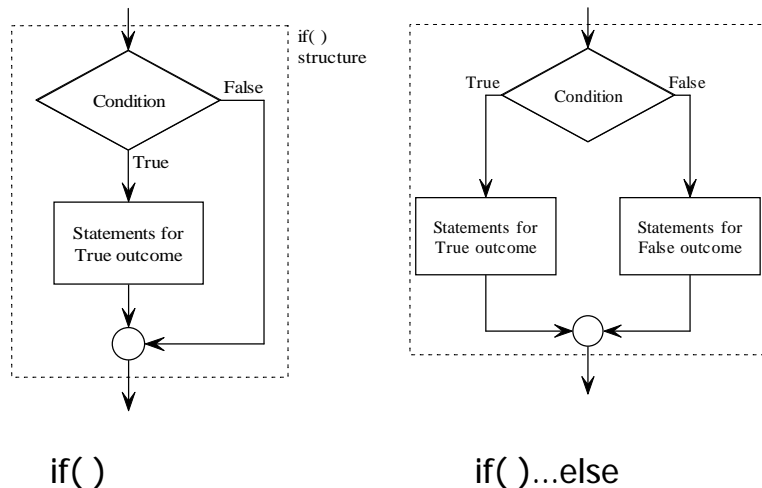 if( )
structure
Condition
False
True
Statements for
True outcome
if( )
True
False
Condition
Statements for
True outcome
Statements for
False outcome
if( )...else